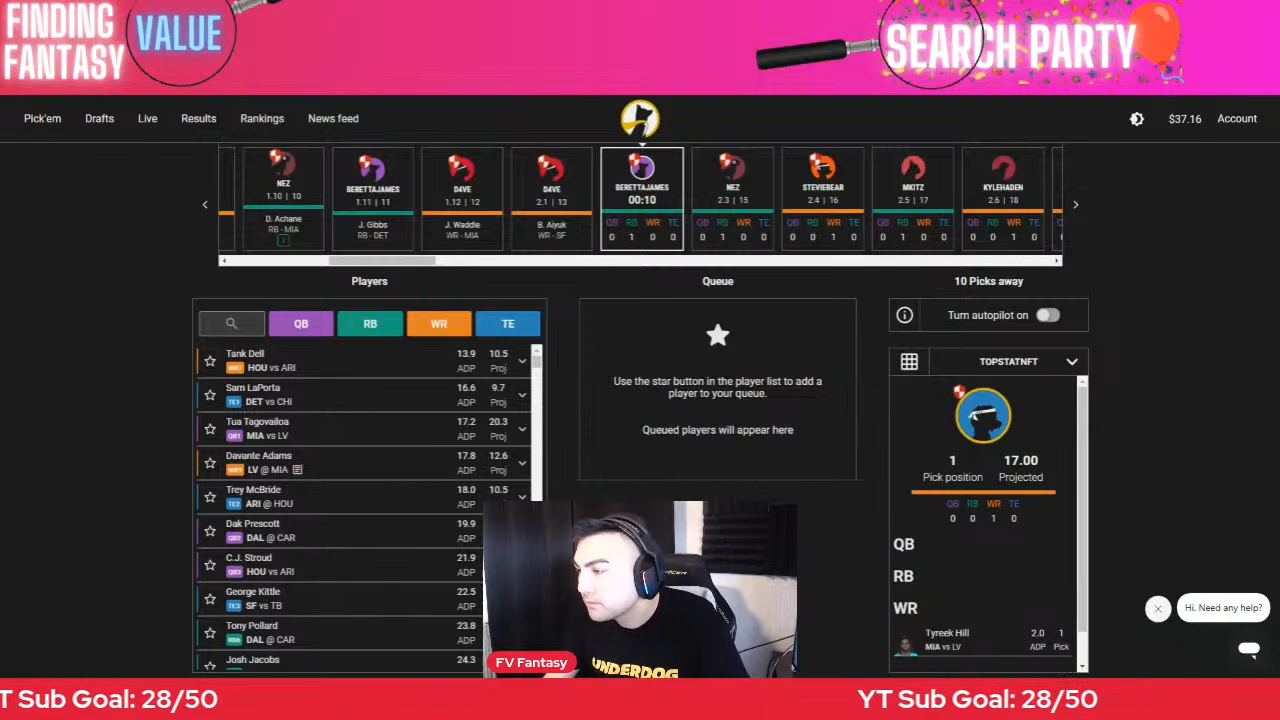 FINDING
FANTASY
VALUE
SEARCH PARTY
Pick'em
Drafts
Live
Results
Rankings
News feed
$37.16
Account
NEZ
1.10 | 10
D. Achane
RB - MIA
BERETTAJAMES
1.11 | 11
J. Gibbs
RB - DET
D4VE
1.12 | 12
J. Waddle
WR - MIA
D4VE
2.1 | 13
B. Aiyuk
WR - SF
BERETTAJAMES
00:10
QB RB WR TE
0 1 0 0
NEZ
2.3 | 15
QB RB WR TE
0 1 0 0
STEVIEBEAR
2.4 | 16
QB RB WR TE
0 0 1 0
MKITZ
2.5 | 17
QB RB WR TE
0 1 0 0
KYLEHADEN
2.6 | 18
QB RB WR TE
0 0 1 0
Players
QB
RB
WR
TE
Tank Dell 13.9 10.5
HOU vs ARI ADP Proj
Sam LaPorta 16.6 9.7
TE1 DET vs CHI ADP Proj
Tua Tagovailoa 17.2 20.3
QB1 MIA vs LV ADP Proj
Davante Adams 17.8 12.6
LV @ MIA ADP Proj
Trey McBride 18.0 10.5
TE2 ARI @ HOU ADP Proj
Dak Prescott 19.9
QB2 DAL @ CAR ADP
C.J. Stroud 21.9
QB3 HOU vs ARI ADP
George Kittle 22.5
TE3 SF vs TB ADP
Tony Pollard 23.8
DAL @ CAR ADP
Josh Jacobs 24.3
Queue
Use the star button in the player list to add a
player to your queue.
Queued players will appear here
10 Picks away
Turn autopilot on
TOPSTATNFT
1 17.00
Pick position Projected
QB RB WR TE
0 0 1 0
QB
RB
WR
Tyreek Hill 2.0 1
MIA vs LV ADP Pick
Hi. Need any help?
FV Fantasy
UNDERDOG
T Sub Goal: 28/50
YT Sub Goal: 28/50